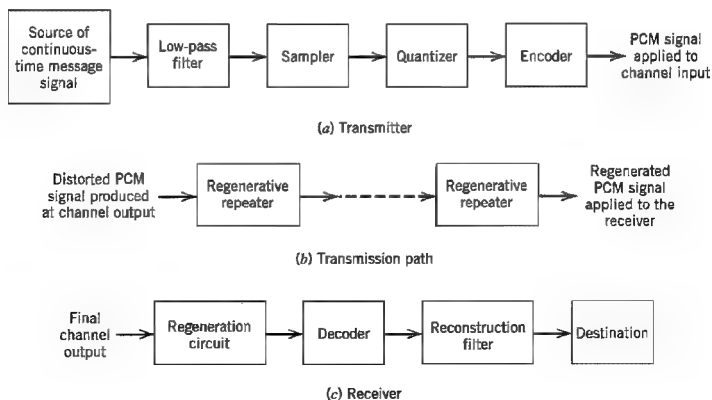 Source of
continuous-
time message
signal
Low-pass
filter
Sampler
Quantizer
Encoder
PCM signal
applied to
channel input
(a) Transmitter
Distorted PCM
signal produced
at channel output
Regenerative
repeater
Regenerative
repeater
Regenerated
PCM signal
applied to the
receiver
(b) Transmission path
Final
channel
output
Regeneration
circuit
Decoder
Reconstruction
filter
Destination
(c) Receiver